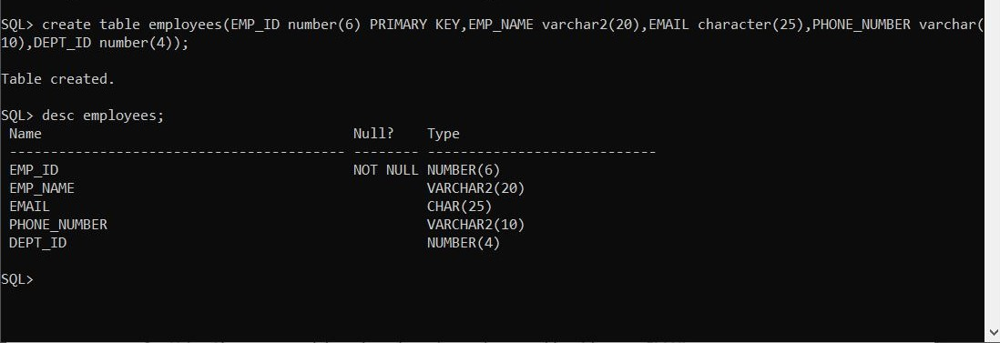 SQL> create table employees(EMP_ID number(6) PRIMARY KEY,EMP_NAME varchar2(20),EMAIL character(25),PHONE_NUMBER varchar(
10),DEPT_ID number(4));
Table created.
SQL> desc employees;
Name Null? Type
----------------------------------------- -------- ----------------------------
EMP_ID NOT NULL NUMBER(6)
EMP_NAME VARCHAR2(20)
EMAIL CHAR(25)
PHONE_NUMBER VARCHAR2(10)
DEPT_ID NUMBER(4)
SQL>